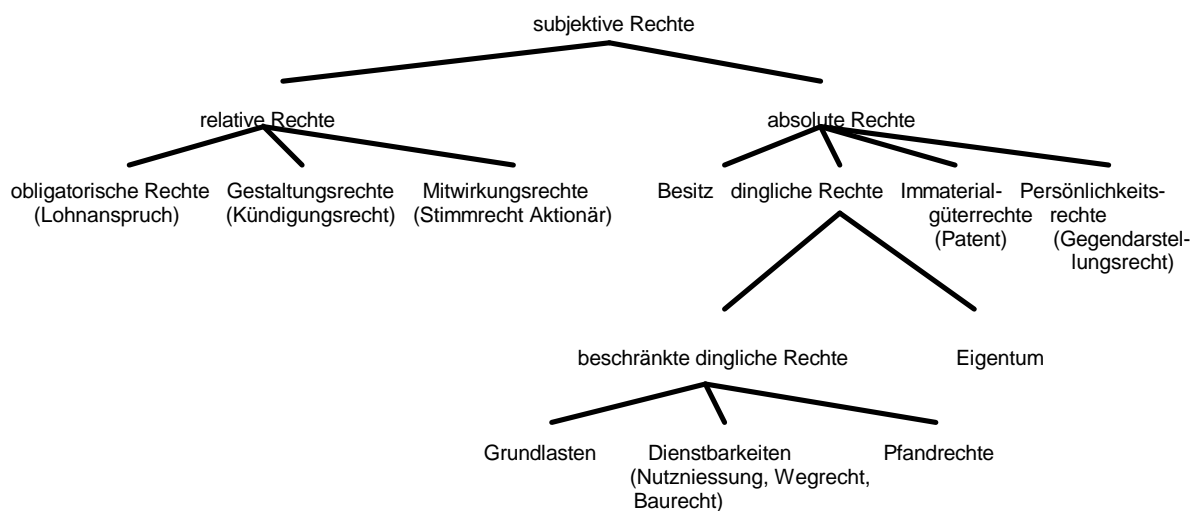 subjektive Rechte
relative Rechte
absolute Rechte
obligatorische Rechte
(Lohnanspruch)
Gestaltungsrechte
(Kündigungsrecht)
Mitwirkungsrechte
(Stimmrecht Aktionär)
Besitz
dingliche Rechte
Immaterial-
güterrechte
(Patent)
Persönlichkeits-
rechte
(Gegendarstel-
lungsrecht)
beschränkte dingliche Rechte
Eigentum
Grundlasten
Dienstbarkeiten
(Nutzniessung, Wegrecht,
Baurecht)
Pfandrechte